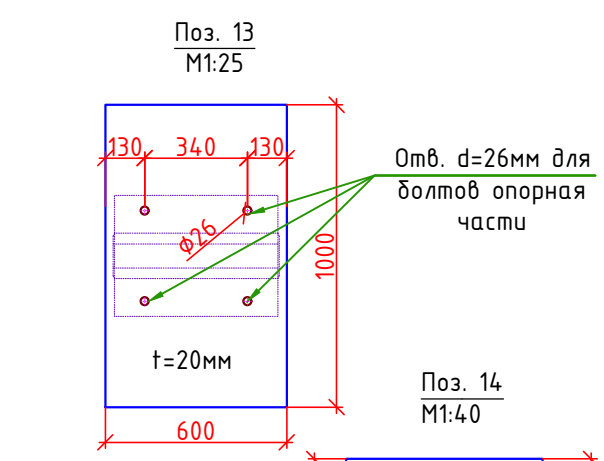 Поз. 13
М1:25
130 340 130
Отв. d=26мм для
болтов опорная
части
Ф26
1000
t=20мм
600
Поз. 14
М1:40